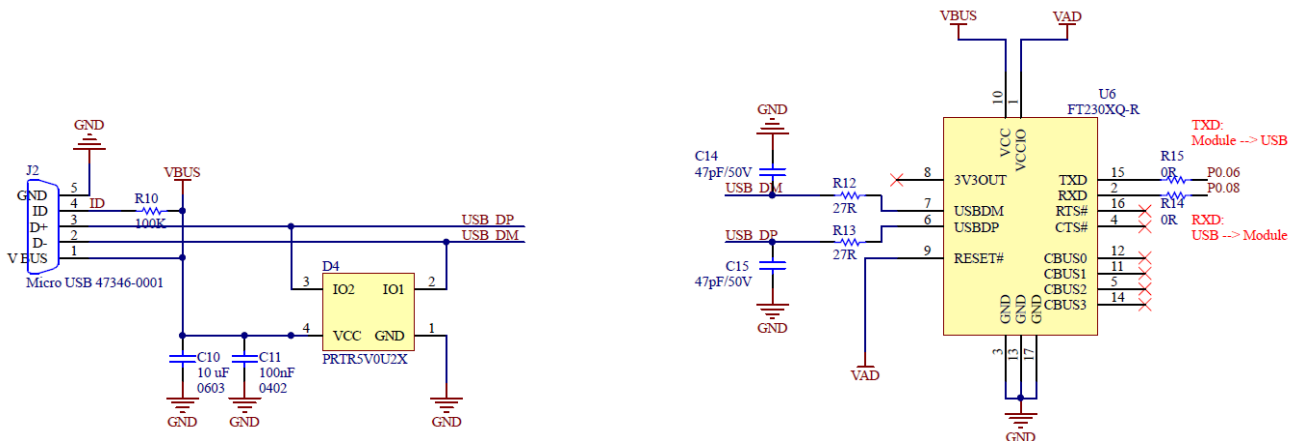 GND
J2
GND 5
ID 4 ID
D+ 3
D- 2
V BUS 1
Micro USB 47346-0001
R10
100K
VBUS
USB_DP
USB_DM
D4
3 IO2 IO1 2
4 VCC GND 1
PRTR5V0U2X
C10
10 uF
0603
C11
100nF
0402
GND
GND
GND
VBUS
VAD
GND
C14
47pF/50V
USB_DM
R12
27R
USB_DP
R13
27R
C15
47pF/50V
GND
VAD
U6
FT230XQ-R
10 1
VCC VCCIO
8 3V3OUT
7 USBDM
6 USBDP
9 RESET#
TXD 15
RXD 2
RTS# 16
CTS# 4
CBUS0 12
CBUS1 11
CBUS2 5
CBUS3 14
GND GND GND
3 13 17
GND
TXD:
Module --> USB
R15
0R P0.06
P0.08
R14
0R
RXD:
USB --> Module